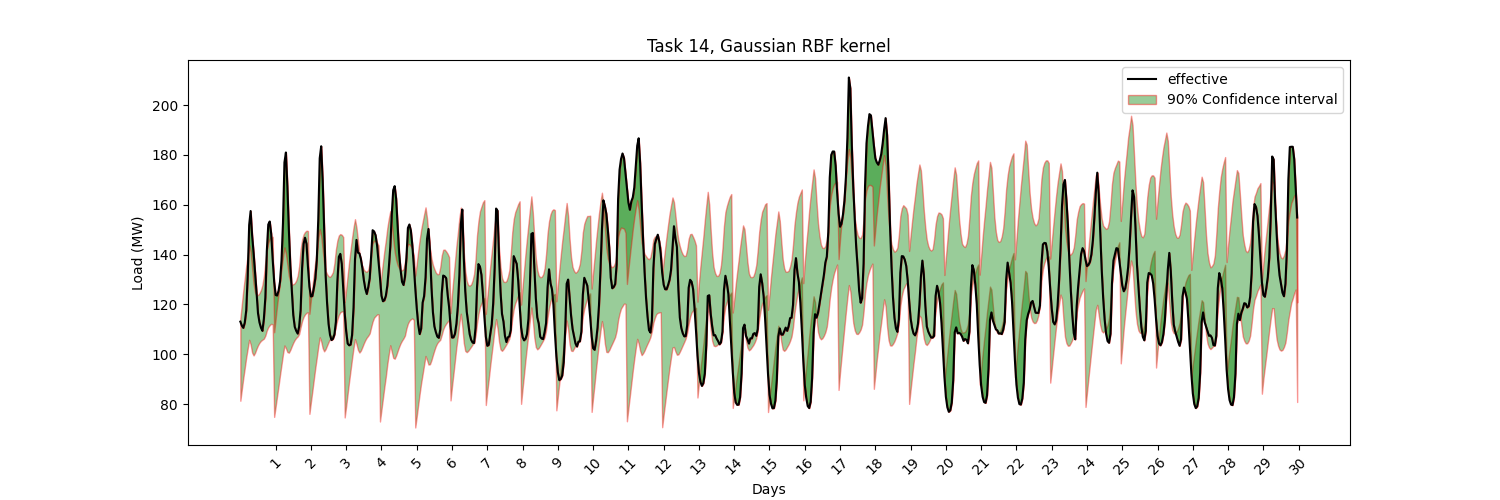 Task 14, Gaussian RBF kernel
effective
90% Confidence interval
Load (MW)
200
180
160
140
120
100
80
1 2 3 4 5 6 7 8 9 10 11 12 13 14 15 16 17 18 19 20 21 22 23 24 25 26 27 28 29 30
Days